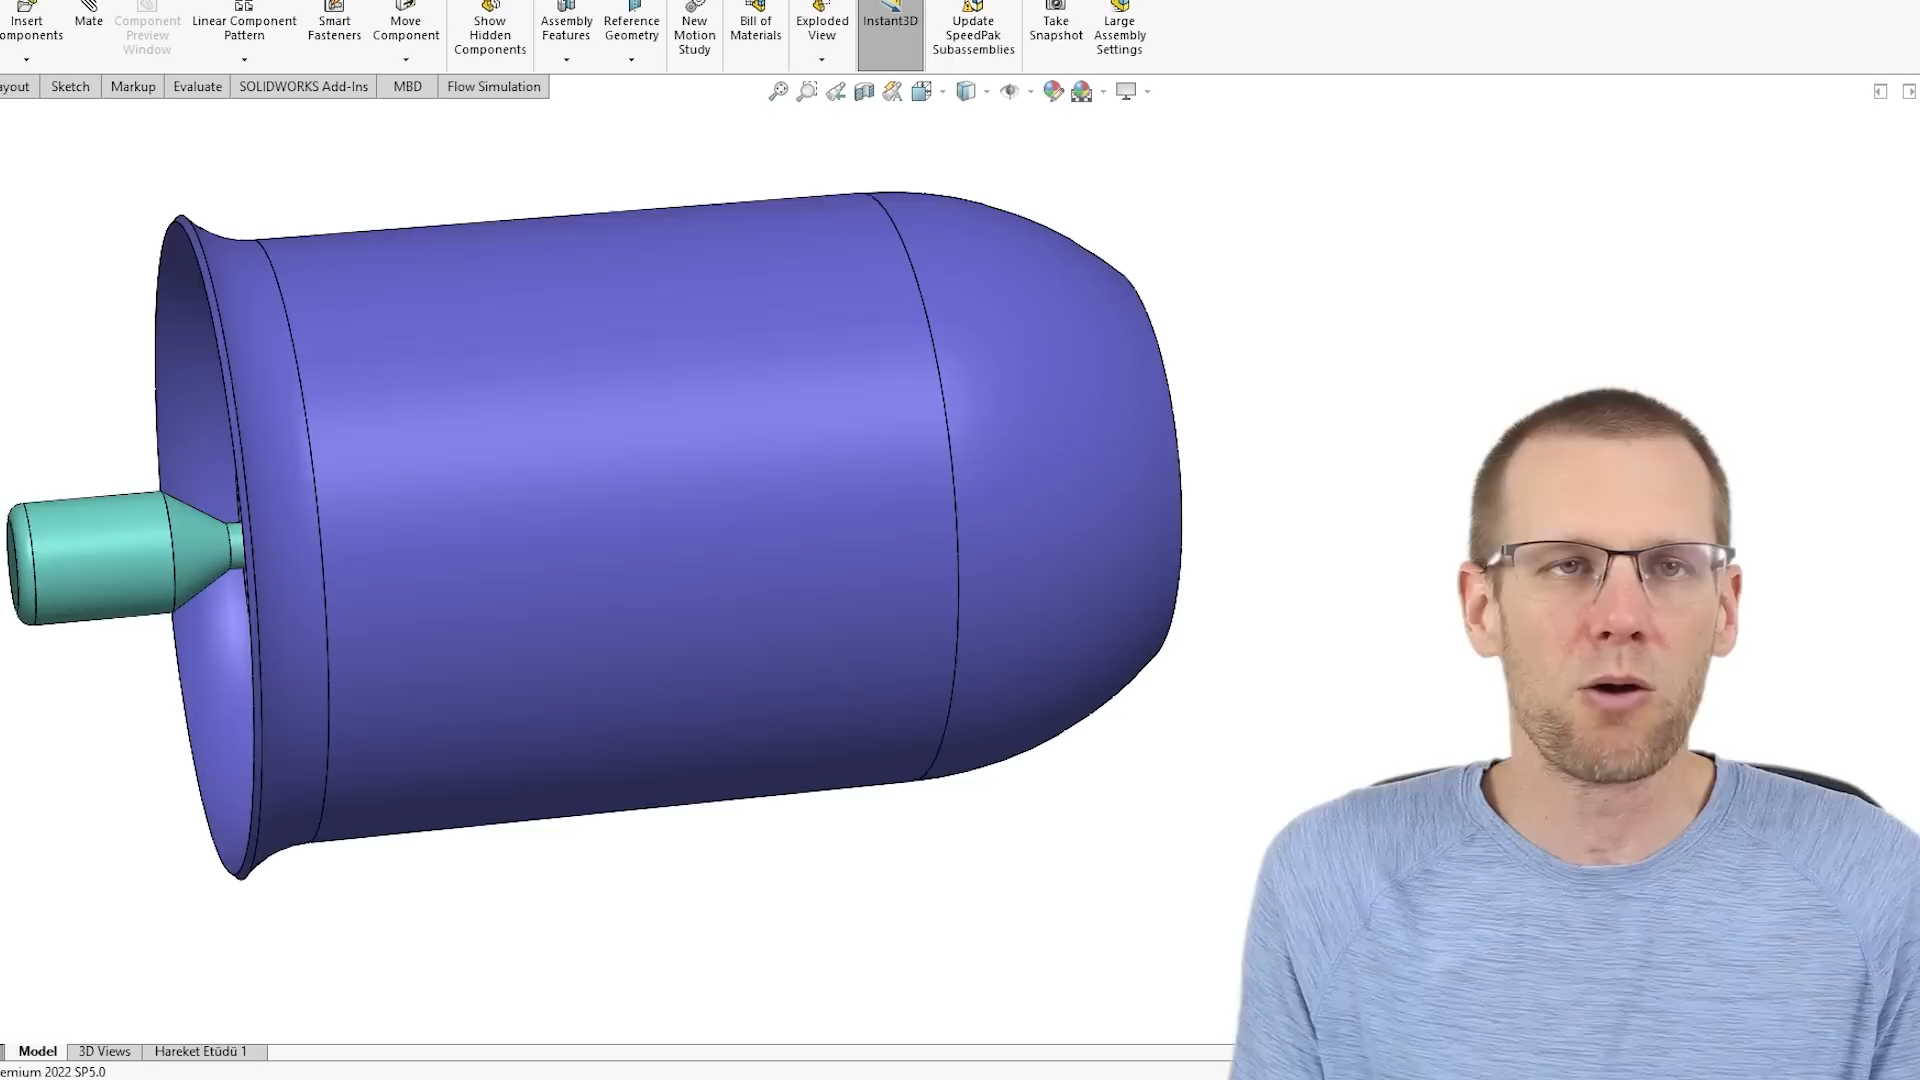 Insert
omponents
Mate
Component
Preview
Window
Linear Component
Pattern
Smart
Fasteners
Move
Component
Show
Hidden
Components
Assembly
Features
Reference
Geometry
New
Motion
Study
Bill of
Materials
Exploded
View
Instant3D
Update
SpeedPak
Subassemblies
Take
Snapshot
Large
Assembly
Settings
ayout Sketch Markup Evaluate SOLIDWORKS Add-Ins MBD Flow Simulation
Model 3D Views Hareket Etüdü 1
emium 2022 SP5.0